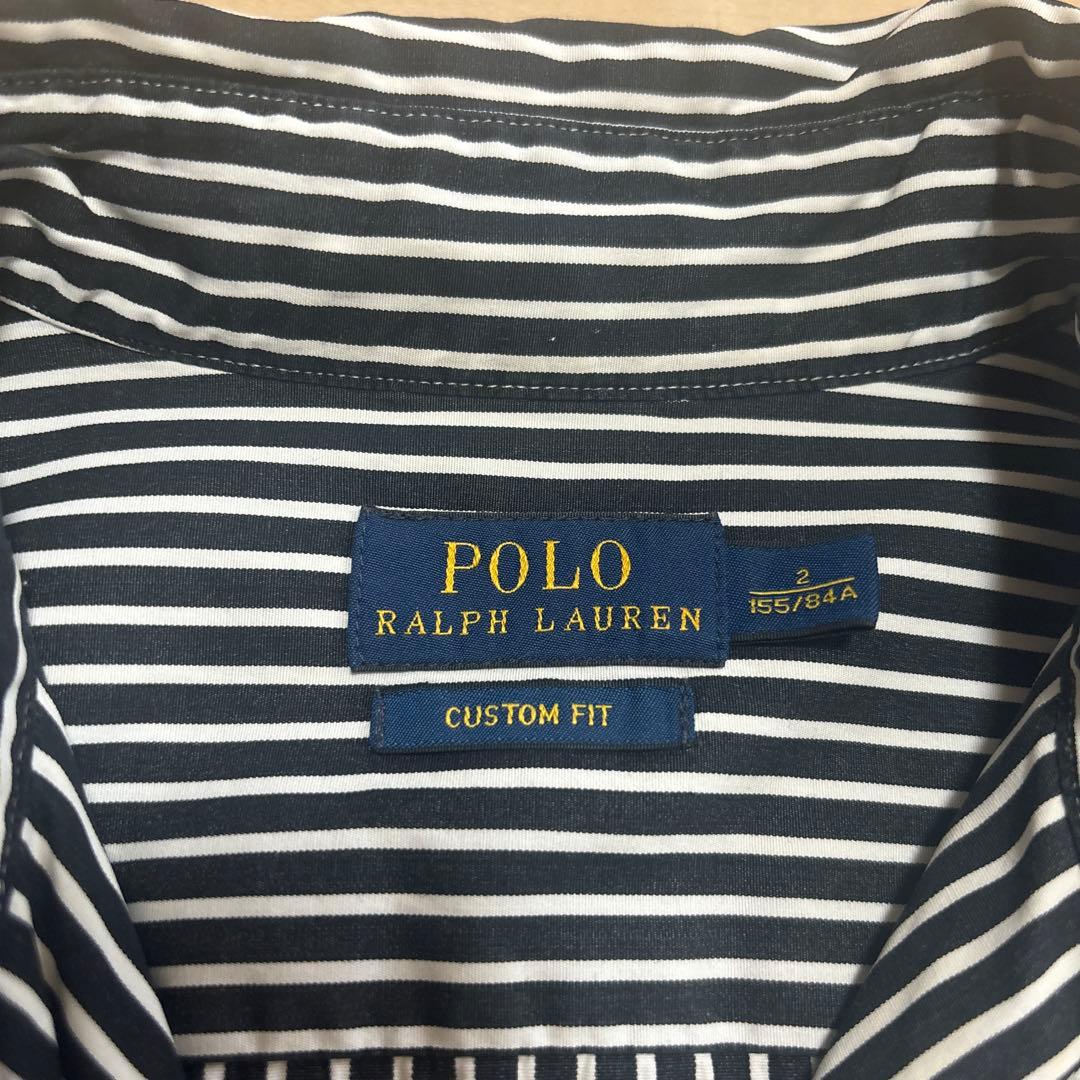 POLO
RALPH LAUREN
2
155/84A
CUSTOM FIT